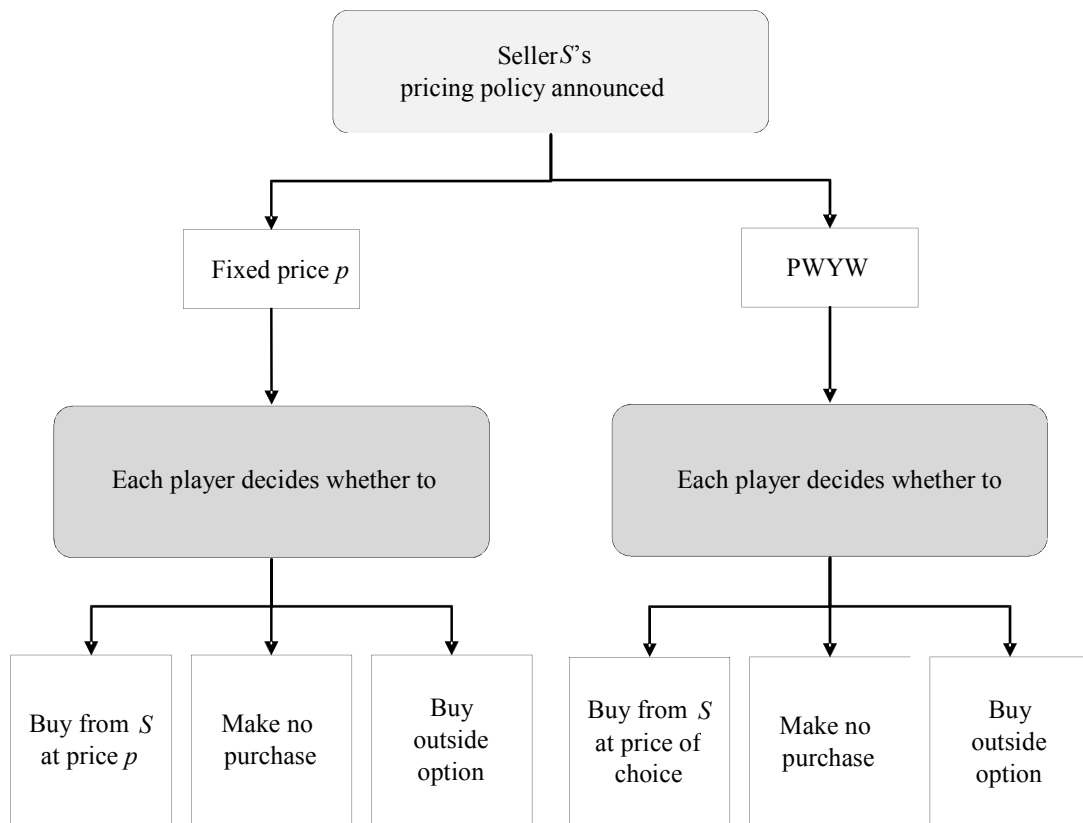 Seller S's
pricing policy announced
Fixed price p
PWYW
Each player decides whether to
Each player decides whether to
Buy from S
at price p
Make no
purchase
Buy
outside
option
Buy from S
at price of
choice
Make no
purchase
Buy
outside
option